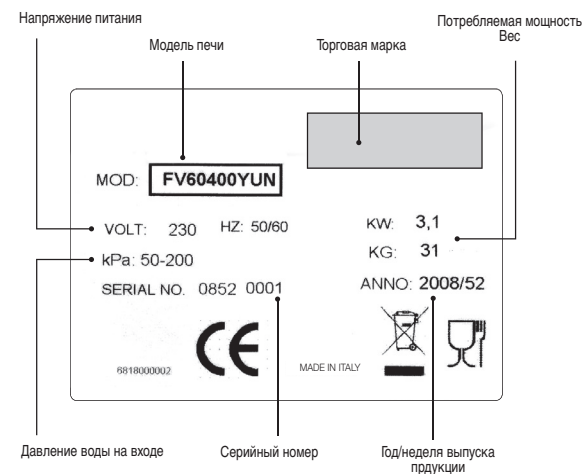 Напряжение питания
Потребляемая мощность
Вес
Модель печи
Торговая марка
MOD: FV60400YUN
VOLT: 230 HZ: 50/60
KW: 3,1
kPa: 50-200
KG: 31
SERIAL NO. 0852 0001
ANNO: 2008/52
CE
6818000002
MADE IN ITALY
Давление воды на входе
Серийный номер
Год/неделя выпуска
прдукции